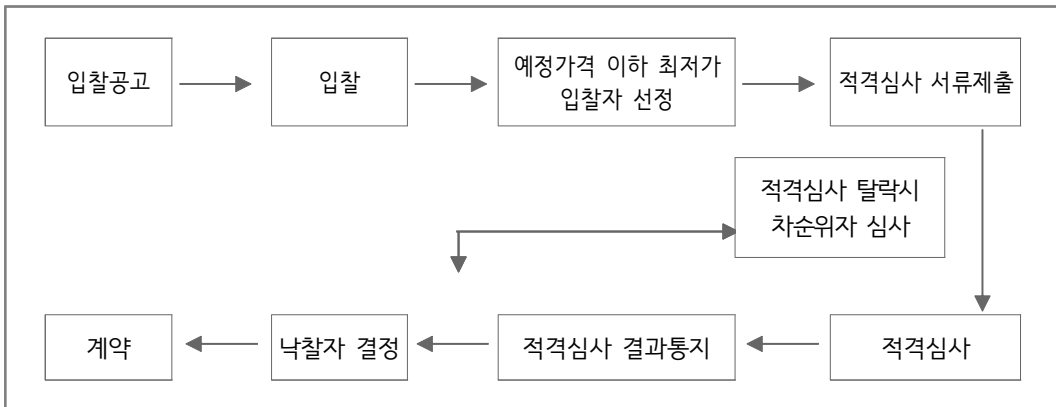 입찰공고
입찰
예정가격 이하 최저가
입찰자 선정
적격심사 서류제출
적격심사 탈락시
차순위자 심사
계약
낙찰자 결정
적격심사 결과통지
적격심사